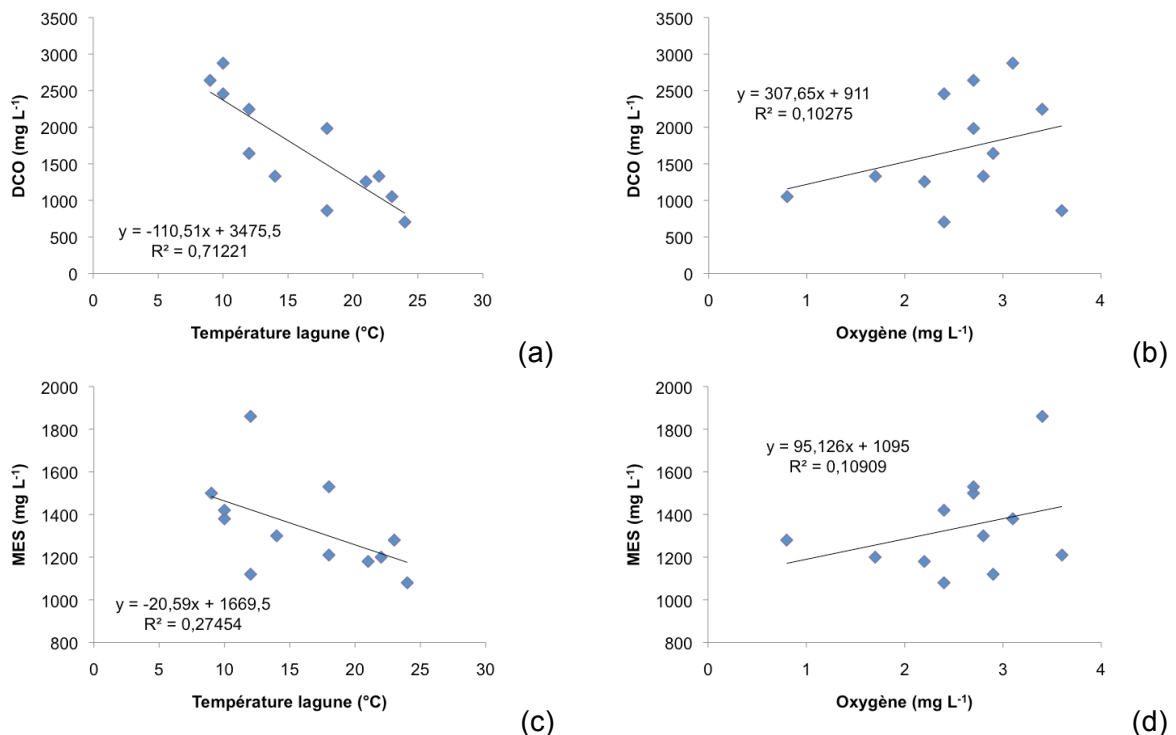 3500
3000
2500
2000
1500
1000
500
0
DCO (mg L⁻¹)
y = -110,51x + 3475,5
R² = 0,71221
0 5 10 15 20 25 30
Température lagune (°C)
(a)
3500
3000
2500
2000
1500
1000
500
0
DCO (mg L⁻¹)
y = 307,65x + 911
R² = 0,10275
0 1 2 3 4
Oxygène (mg L⁻¹)
(b)
2000
1800
1600
1400
1200
1000
800
MES (mg L⁻¹)
y = -20,59x + 1669,5
R² = 0,27454
0 5 10 15 20 25 30
Température lagune (°C)
(c)
2000
1800
1600
1400
1200
1000
800
MES (mg L⁻¹)
y = 95,126x + 1095
R² = 0,10909
0 1 2 3 4
Oxygène (mg L⁻¹)
(d)